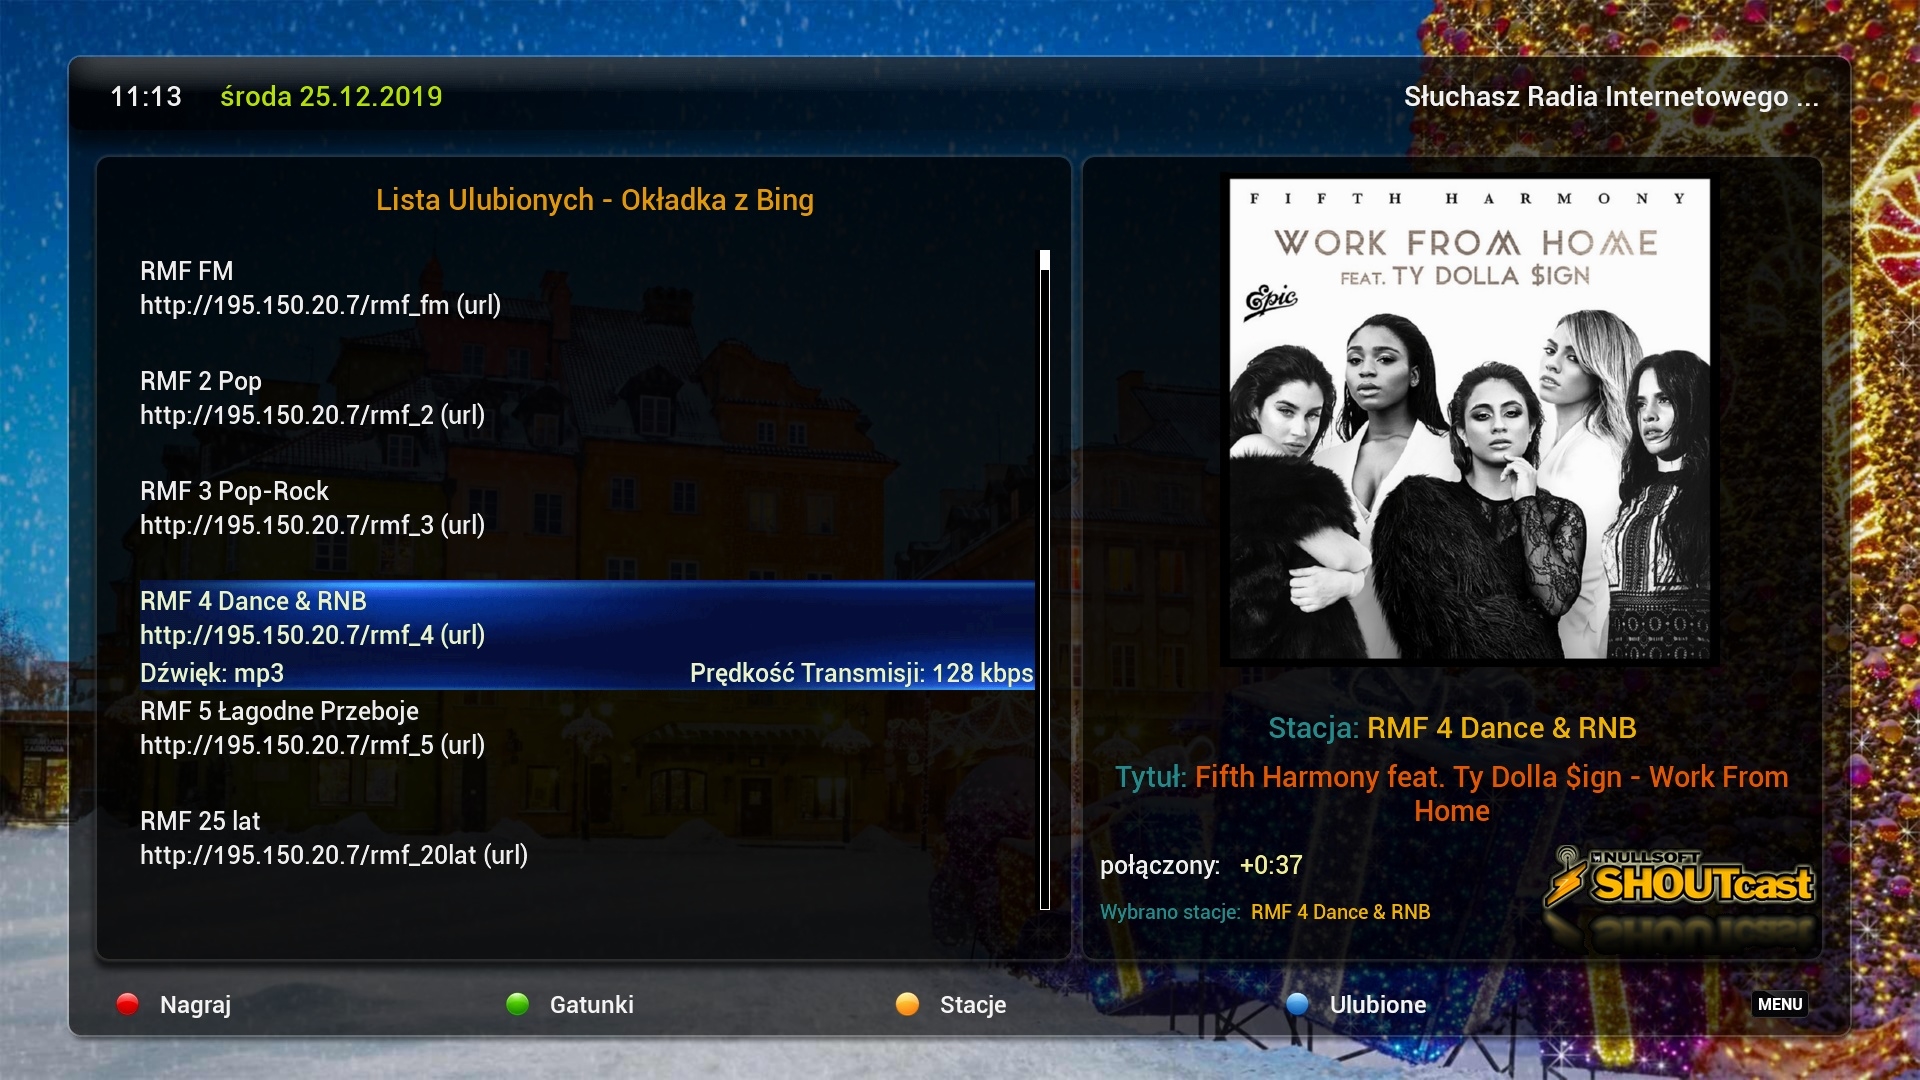 11:13 środa 25.12.2019
Słuchasz Radia Internetowego ...
Lista Ulubionych - Okładka z Bing
RMF FM
http://195.150.20.7/rmf_fm (url)
RMF 2 Pop
http://195.150.20.7/rmf_2 (url)
RMF 3 Pop-Rock
http://195.150.20.7/rmf_3 (url)
RMF 4 Dance & RNB
http://195.150.20.7/rmf_4 (url)
Dźwięk: mp3 Prędkość Transmisji: 128 kbps
RMF 5 Łagodne Przeboje
http://195.150.20.7/rmf_5 (url)
RMF 25 lat
http://195.150.20.7/rmf_20lat (url)
FIFTH HARMONY
WORK FROM HOME
FEAT. TY DOLLA $IGN
Epic
Stacja: RMF 4 Dance & RNB
Tytuł: Fifth Harmony feat. Ty Dolla $ign - Work From
Home
połączony: +0:37
Wybrano stacje: RMF 4 Dance & RNB
NULLSOFT
SHOUTcast
Nagraj
Gatunki
Stacje
Ulubione
MENU